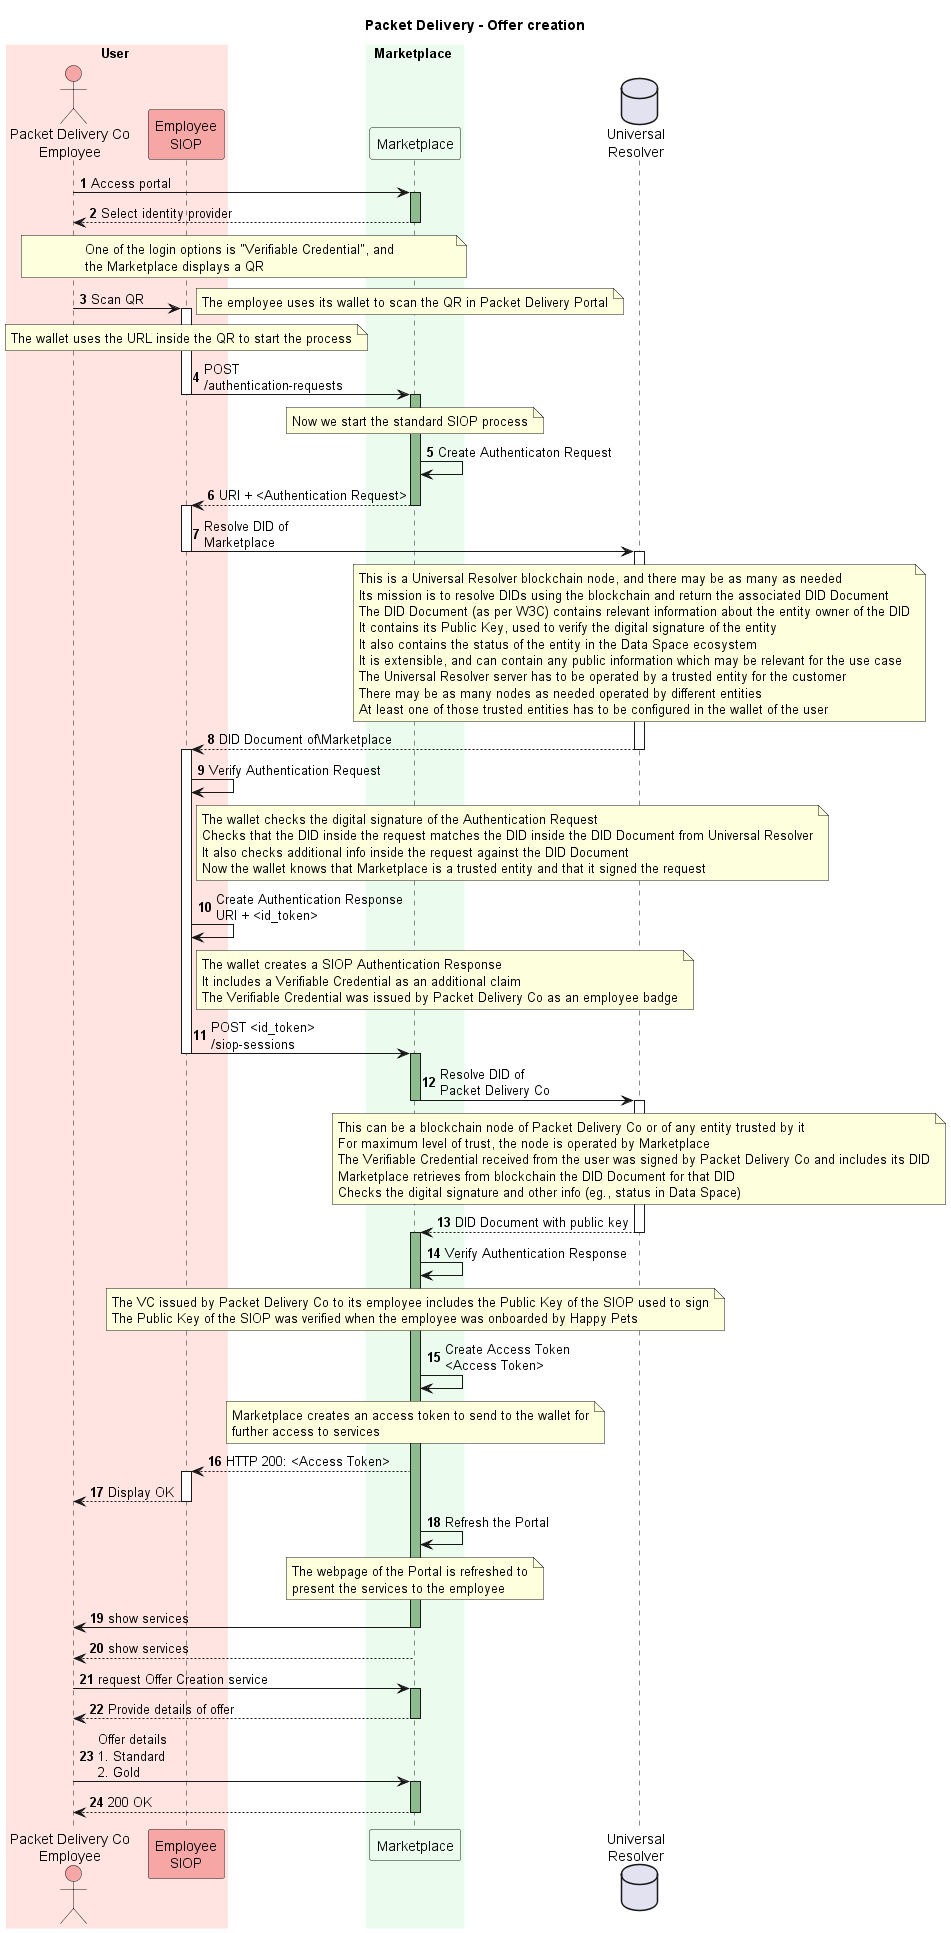 Packet Delivery - Offer creation
User
Marketplace
Packet Delivery Co
Employee
Employee
SIOP
Marketplace
Universal
Resolver
1 Access portal
2 Select identity provider
One of the login options is "Verifiable Credential", and
the Marketplace displays a QR
3 Scan QR
The employee uses its wallet to scan the QR in Packet Delivery Portal
The wallet uses the URL inside the QR to start the process
4 POST
/authentication-requests
Now we start the standard SIOP process
5 Create Authenticaton Request
6 URI + <Authentication Request>
7 Resolve DID of
Marketplace
This is a Universal Resolver blockchain node, and there may be as many as needed
Its mission is to resolve DIDs using the blockchain and return the associated DID Document
The DID Document (as per W3C) contains relevant information about the entity owner of the DID
It contains its Public Key, used to verify the digital signature of the entity
It also contains the status of the entity in the Data Space ecosystem
It is extensible, and can contain any public information which may be relevant for the use case
The Universal Resolver server has to be operated by a trusted entity for the customer
There may be as many nodes as needed operated by different entities
At least one of those trusted entities has to be configured in the wallet of the user
8 DID Document of\Marketplace
9 Verify Authentication Request
The wallet checks the digital signature of the Authentication Request
Checks that the DID inside the request matches the DID inside the DID Document from Universal Resolver
It also checks additional info inside the request against the DID Document
Now the wallet knows that Marketplace is a trusted entity and that it signed the request
10 Create Authentication Response
URI + <id_token>
The wallet creates a SIOP Authentication Response
It includes a Verifiable Credential as an additional claim
The Verifiable Credential was issued by Packet Delivery Co as an employee badge
11 POST <id_token>
/siop-sessions
12 Resolve DID of
Packet Delivery Co
This can be a blockchain node of Packet Delivery Co or of any entity trusted by it
For maximum level of trust, the node is operated by Marketplace
The Verifiable Credential received from the user was signed by Packet Delivery Co and includes its DID
Marketplace retrieves from blockchain the DID Document for that DID
Checks the digital signature and other info (eg., status in Data Space)
13 DID Document with public key
14 Verify Authentication Response
The VC issued by Packet Delivery Co to its employee includes the Public Key of the SIOP used to sign
The Public Key of the SIOP was verified when the employee was onboarded by Happy Pets
15 Create Access Token
<Access Token>
Marketplace creates an access token to send to the wallet for
further access to services
16 HTTP 200: <Access Token>
17 Display OK
18 Refresh the Portal
The webpage of the Portal is refreshed to
present the services to the employee
19 show services
20 show services
21 request Offer Creation service
22 Provide details of offer
Offer details
23 1. Standard
2. Gold
24 200 OK
Packet Delivery Co
Employee
Employee
SIOP
Marketplace
Universal
Resolver